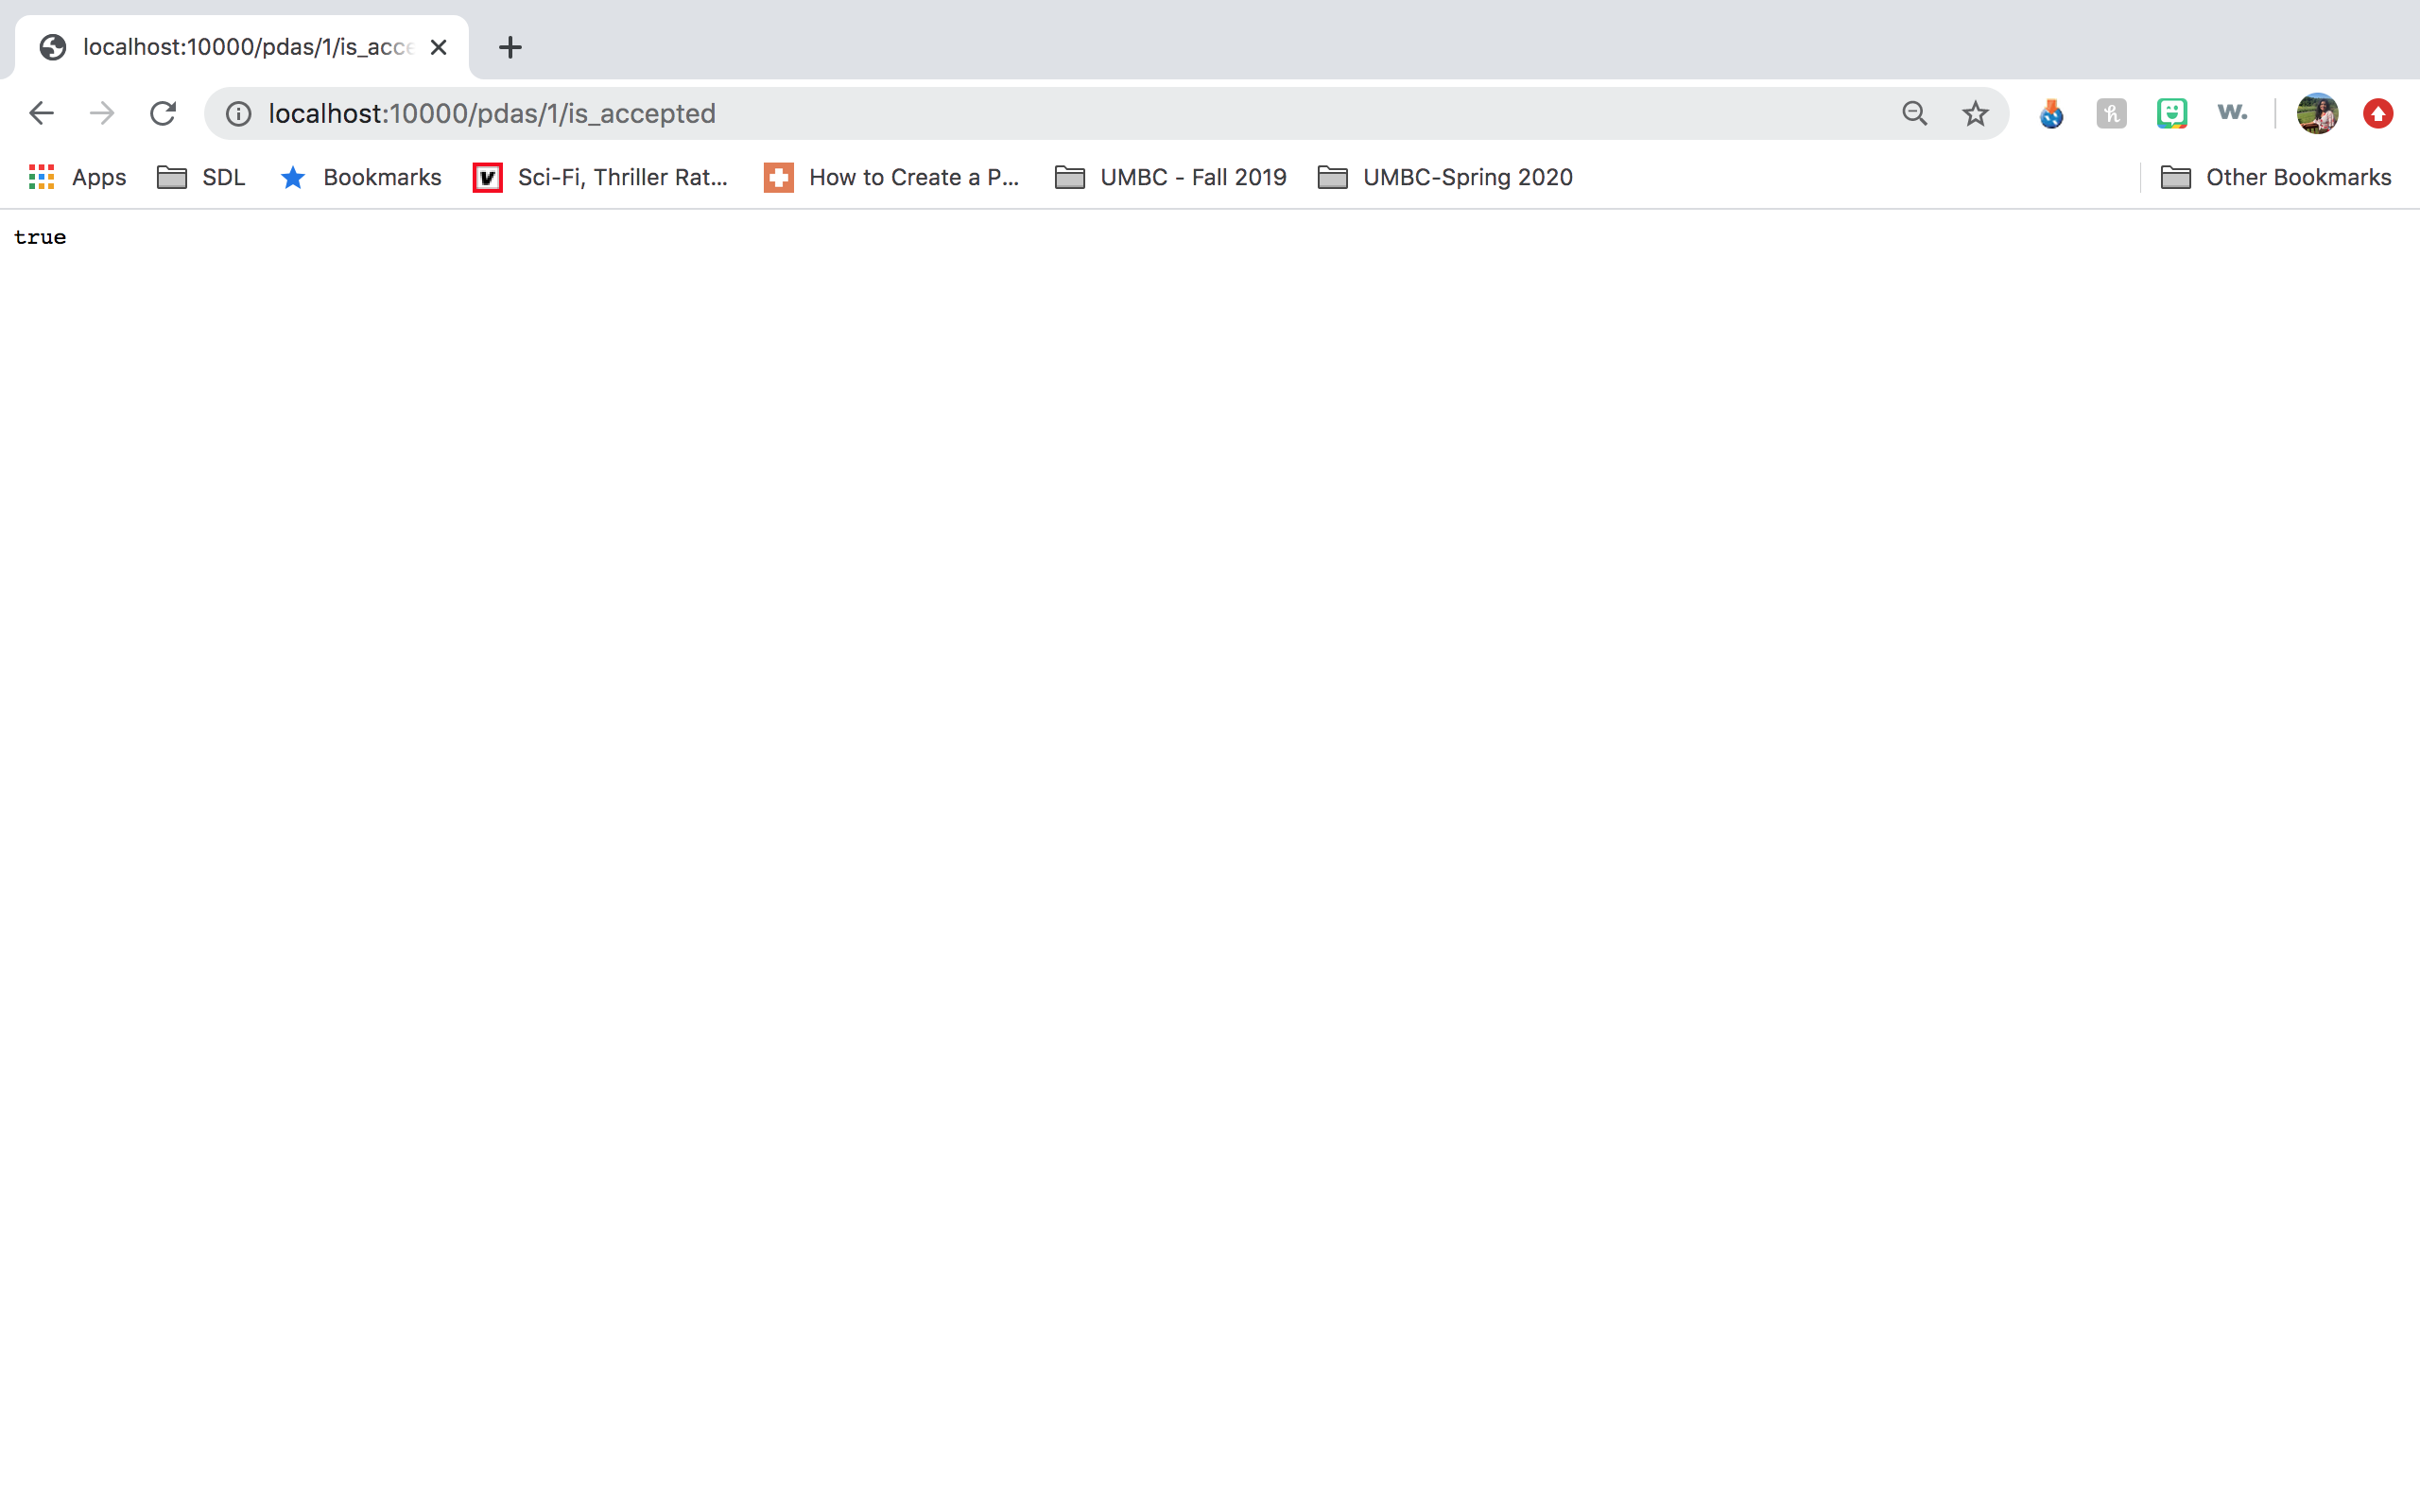 localhost:10000/pdas/1/is_acce
localhost:10000/pdas/1/is_accepted
Apps SDL Bookmarks Sci-Fi, Thriller Rat... How to Create a P... UMBC - Fall 2019 UMBC-Spring 2020 Other Bookmarks
true